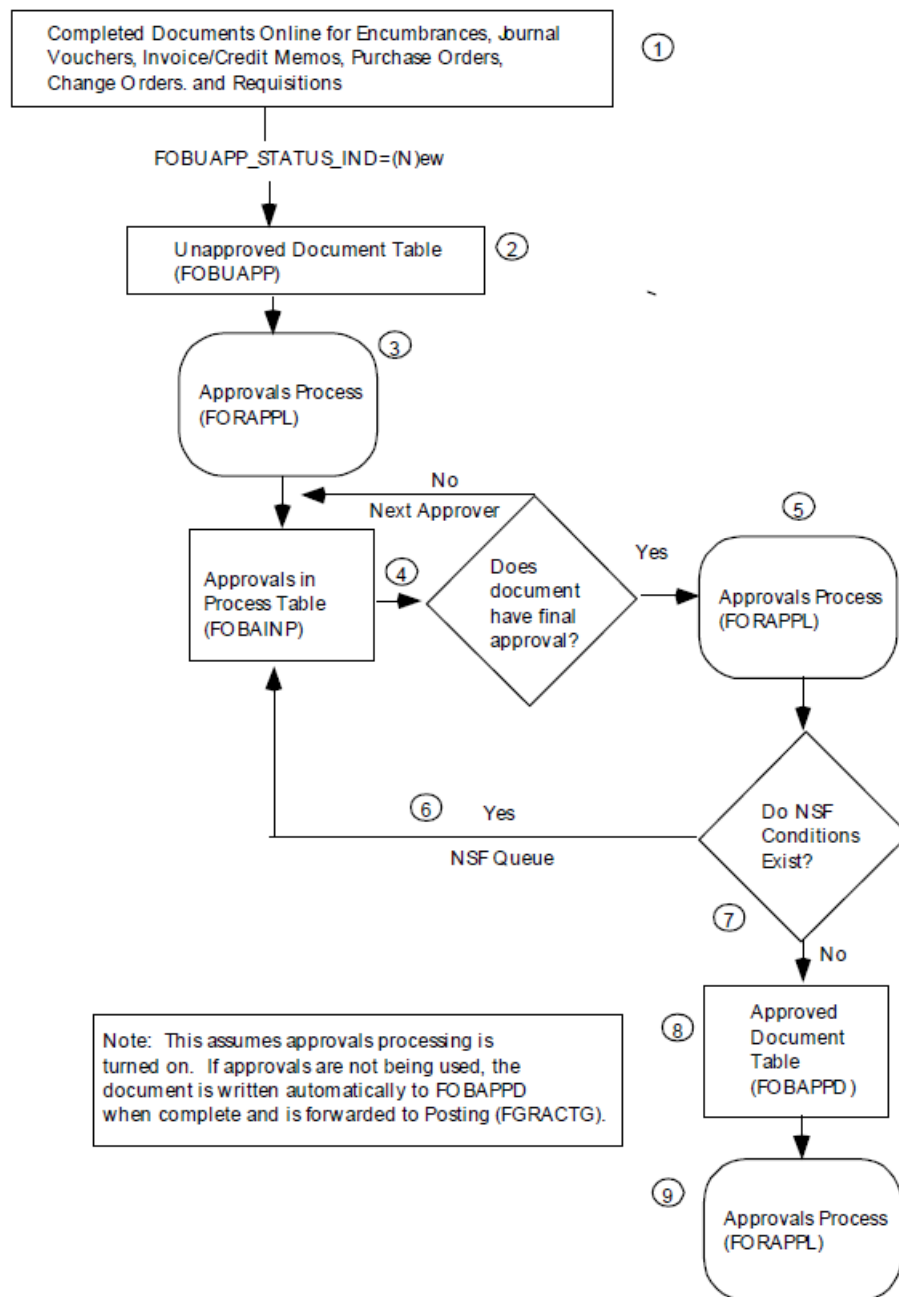 Completed Documents Online for Encumbrances, Journal
Vouchers, Invoice/Credit Memos, Purchase Orders,
Change Orders. and Requisitions
1
FOBUAPP_STATUS_IND=(N)ew
Unapproved Document Table
(FOBUAPP)
2
3
Approvals Process
(FORAPPL)
No
Next Approver
Approvals in
Process Table
(FOBAINP)
4
Does
document
have final
approval?
Yes
5
Approvals Process
(FORAPPL)
6
Yes
NSF Queue
Do NSF
Conditions
Exist?
7
No
8
Approved
Document
Table
(FOBAPPD)
Note: This assumes approvals processing is
turned on. If approvals are not being used, the
document is written automatically to FOBAPPD
when complete and is forwarded to Posting (FGRACTG).
9
Approvals Process
(FORAPPL)